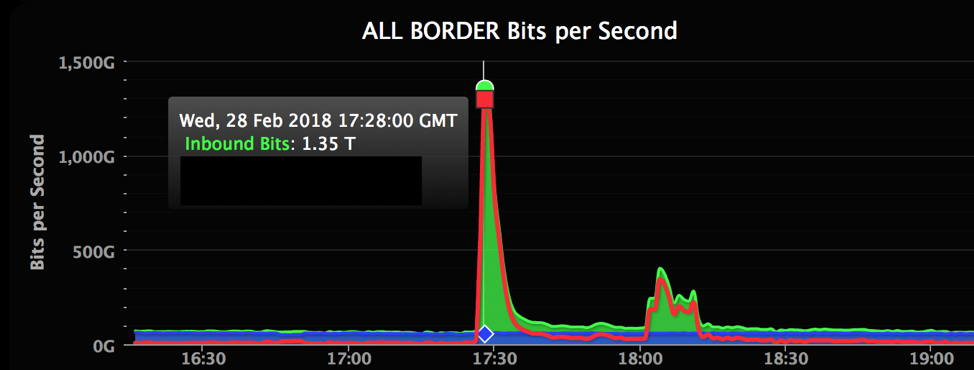 ALL BORDER Bits per Second
Bits per Second
1,500G
1,000G
500G
0G
Wed, 28 Feb 2018 17:28:00 GMT
Inbound Bits: 1.35 T
16:30 17:00 17:30 18:00 18:30 19:00